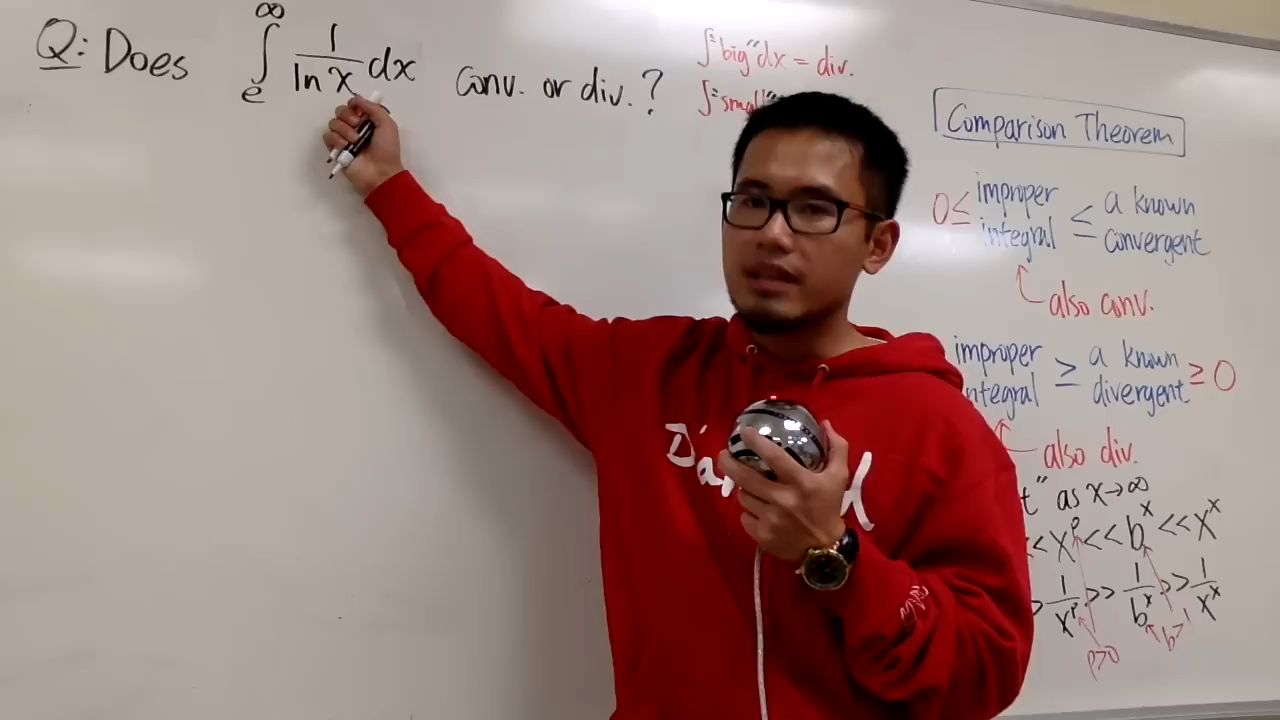 Q: Does ∫ₑ^∞ 1/ln x dx conv. or div.?
∫ "big" dx = div.
∫ "small"
Comparison Theorem
0 ≤ improper integral ≤ a known convergent
also conv.
improper integral ≥ a known divergent ≥ 0
also div.
" as x→∞
<< x^p << b^x << x^x
> 1/x^p >> 1/b^x >> 1/x^x
p>0
b>1